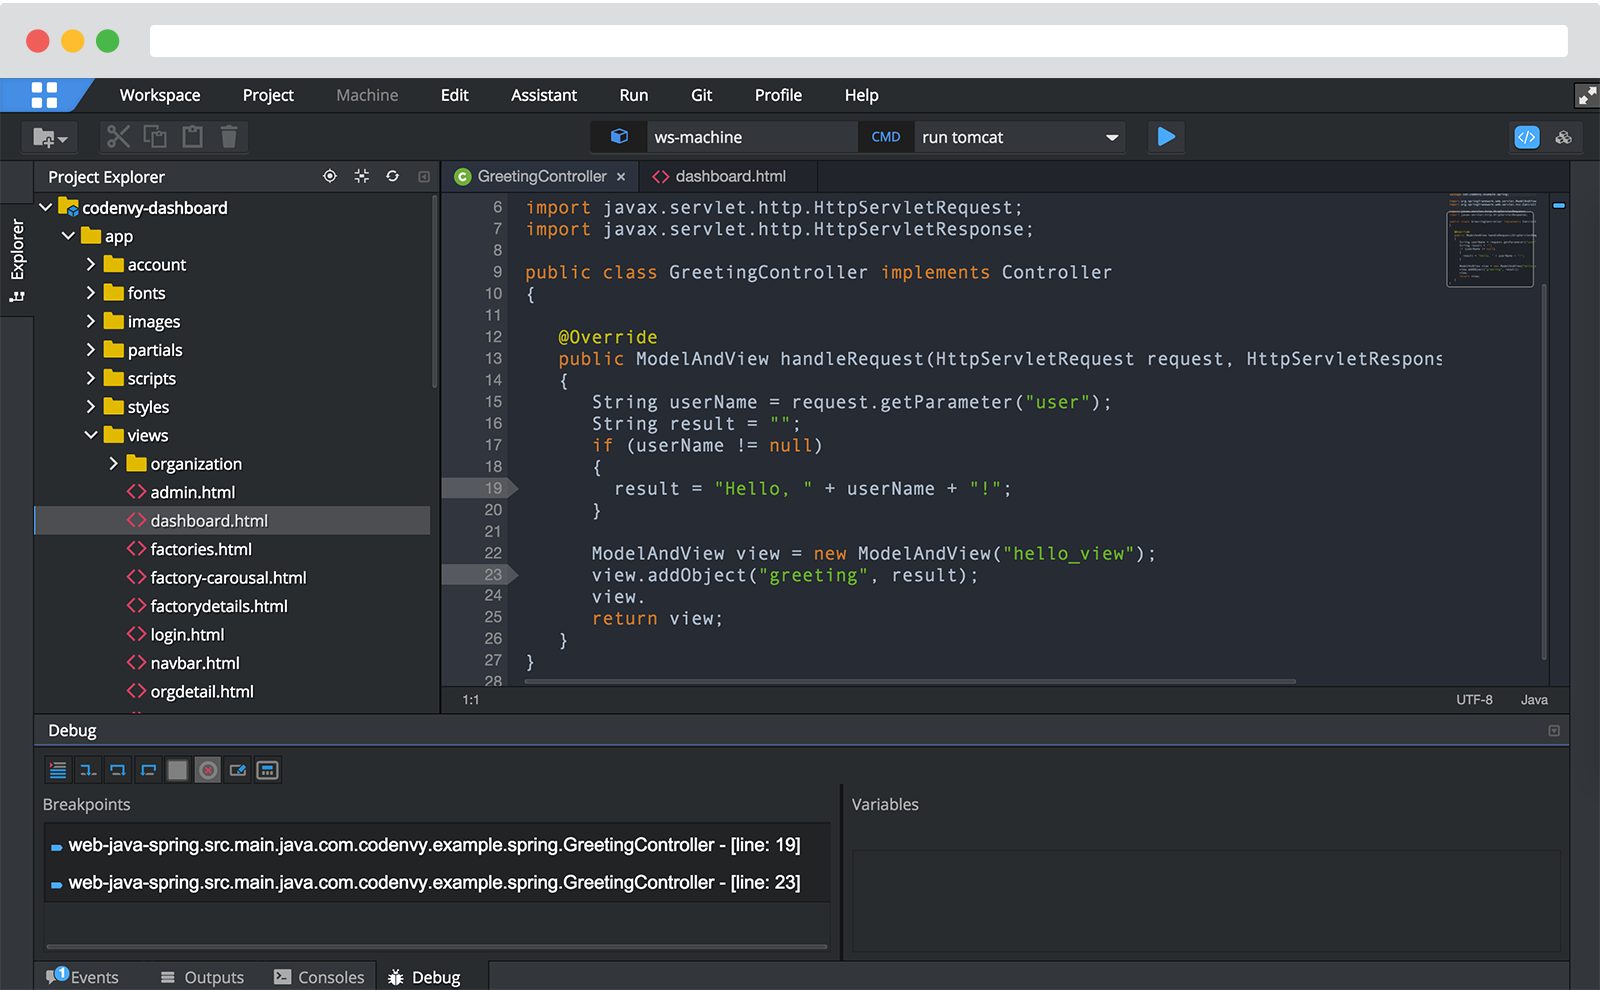 Workspace Project Machine Edit Assistant Run Git Profile Help
ws-machine CMD run tomcat
Explorer
Project Explorer
codenvy-dashboard
app
account
fonts
images
partials
scripts
styles
views
organization
admin.html
dashboard.html
factories.html
factory-carousal.html
factorydetails.html
login.html
navbar.html
orgdetail.html
C GreetingController × dashboard.html
6 import javax.servlet.http.HttpServletRequest;
7 import javax.servlet.http.HttpServletResponse;
8
9 public class GreetingController implements Controller
10 {
11
12 @Override
13 public ModelAndView handleRequest(HttpServletRequest request, HttpServletRespons
14 {
15 String userName = request.getParameter("user");
16 String result = "";
17 if (userName != null)
18 {
19 result = "Hello, " + userName + "!";
20 }
21
22 ModelAndView view = new ModelAndView("hello_view");
23 view.addObject("greeting", result);
24 view.
25 return view;
26 }
27 }
28
1:1 UTF-8 Java
Debug
Breakpoints
web-java-spring.src.main.java.com.codenvy.example.spring.GreetingController - [line: 19]
web-java-spring.src.main.java.com.codenvy.example.spring.GreetingController - [line: 23]
Variables
1 Events Outputs Consoles Debug